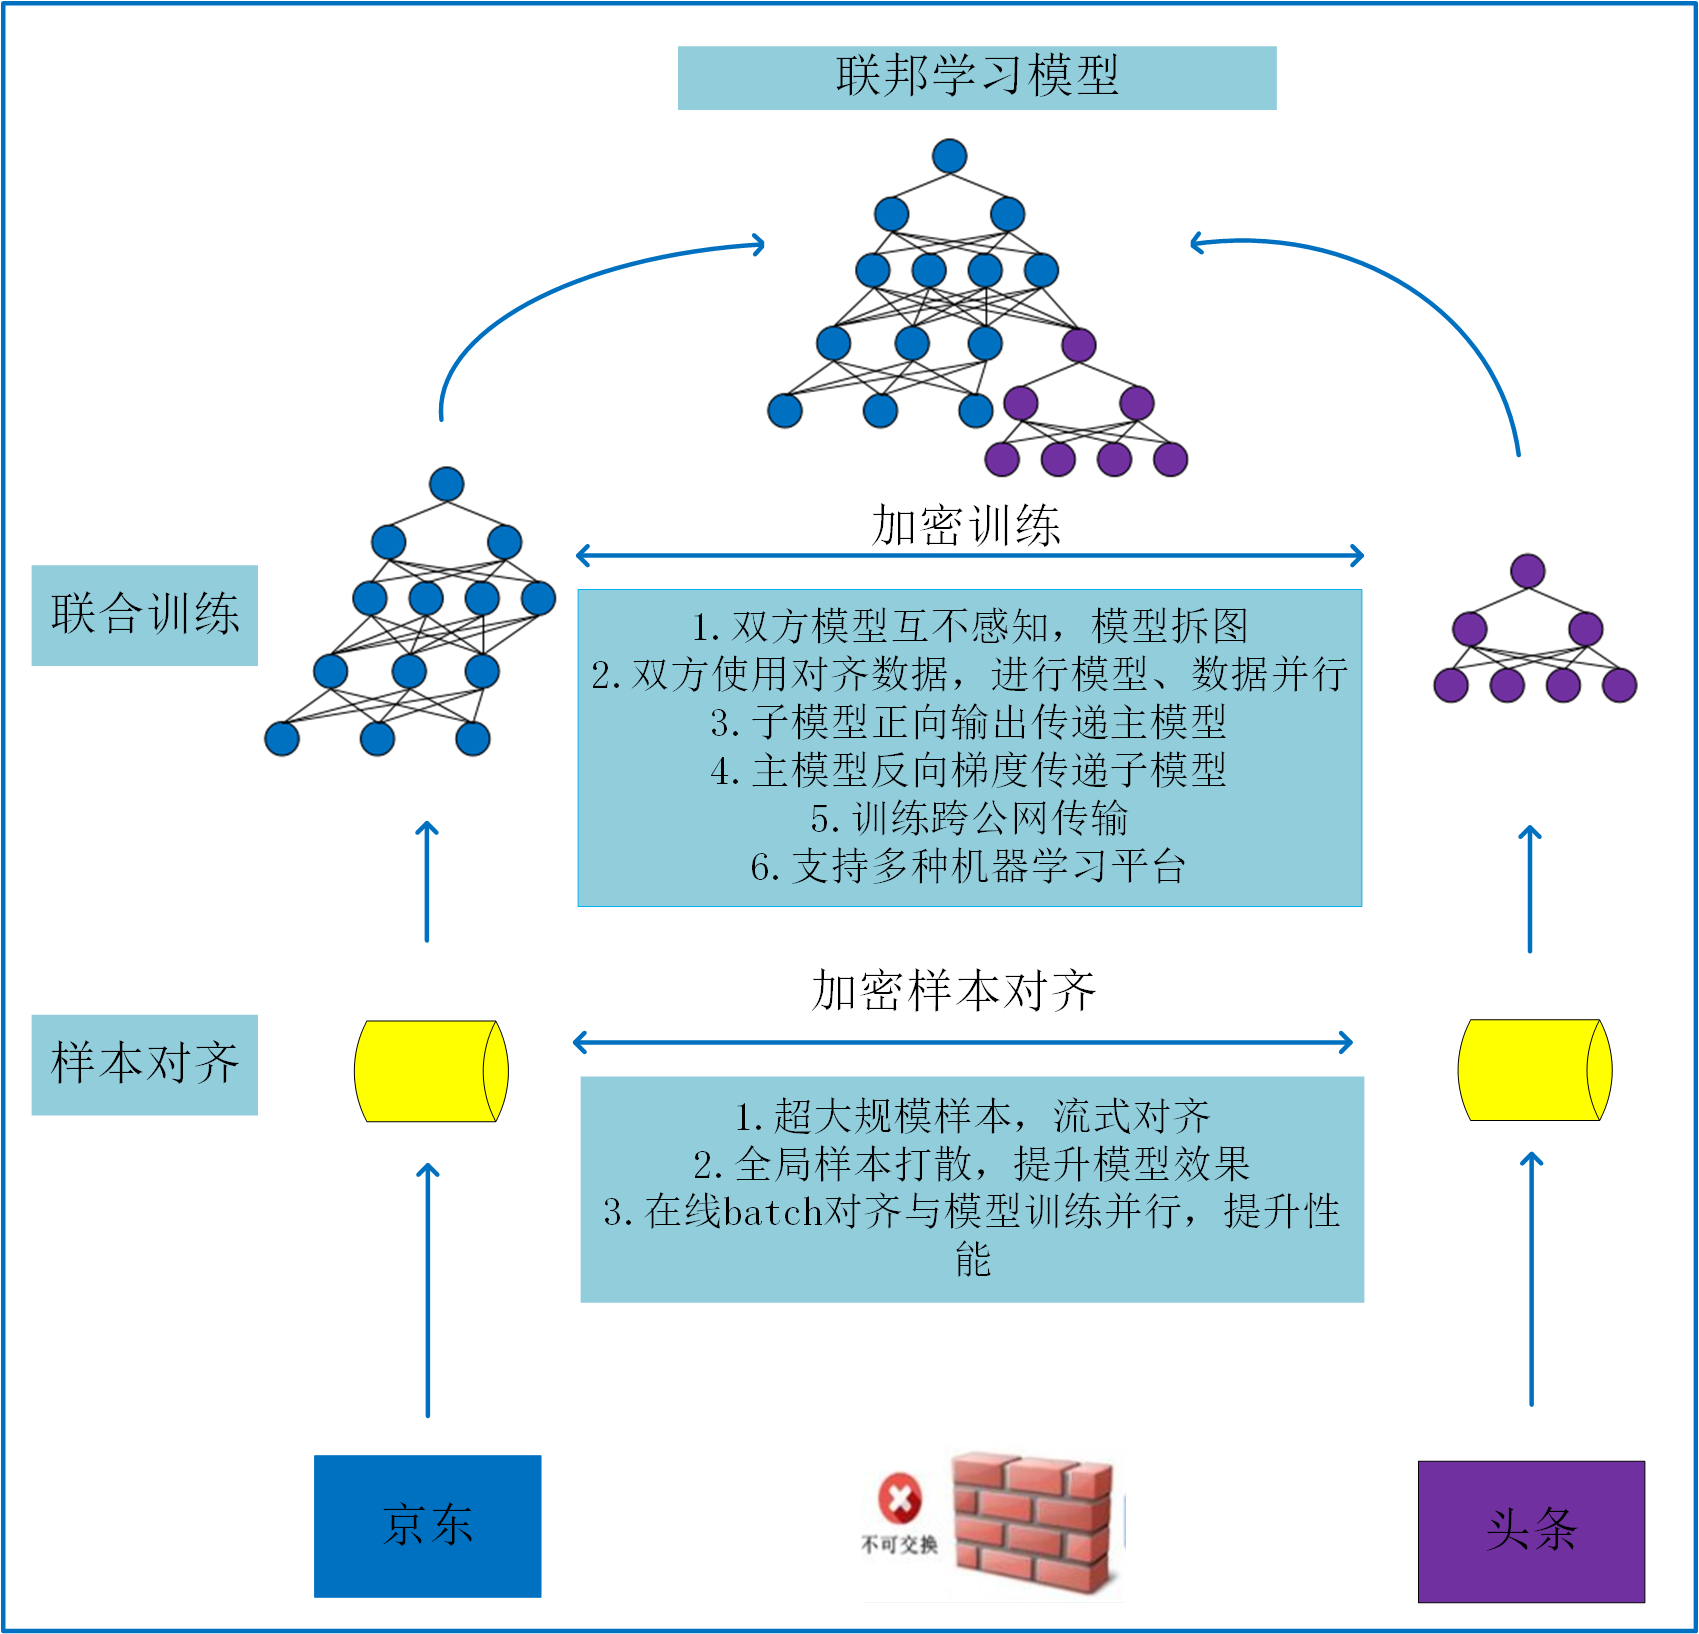 联邦学习模型
加密训练
联合训练
1.双方模型互不感知，模型拆图
2.双方使用对齐数据，进行模型、数据并行
3.子模型正向输出传递主模型
4.主模型反向梯度传递子模型
5.训练跨公网传输
6.支持多种机器学习平台
加密样本对齐
样本对齐
1.超大规模样本，流式对齐
2.全局样本打散，提升模型效果
3.在线batch对齐与模型训练并行，提升性
能
京东
不可交换
头条